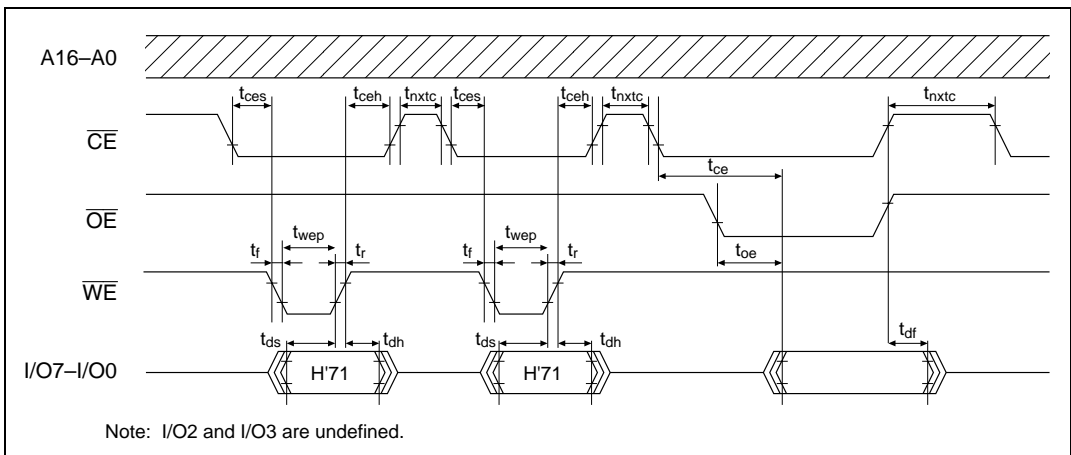 A16–A0
tces tceh tnxtc tces tceh tnxtc tnxtc
CE
tce
OE
twep twep toe
tf tr tf tr
WE
tds tdh tds tdh tdf
I/O7–I/O0 H'71 H'71
Note: I/O2 and I/O3 are undefined.